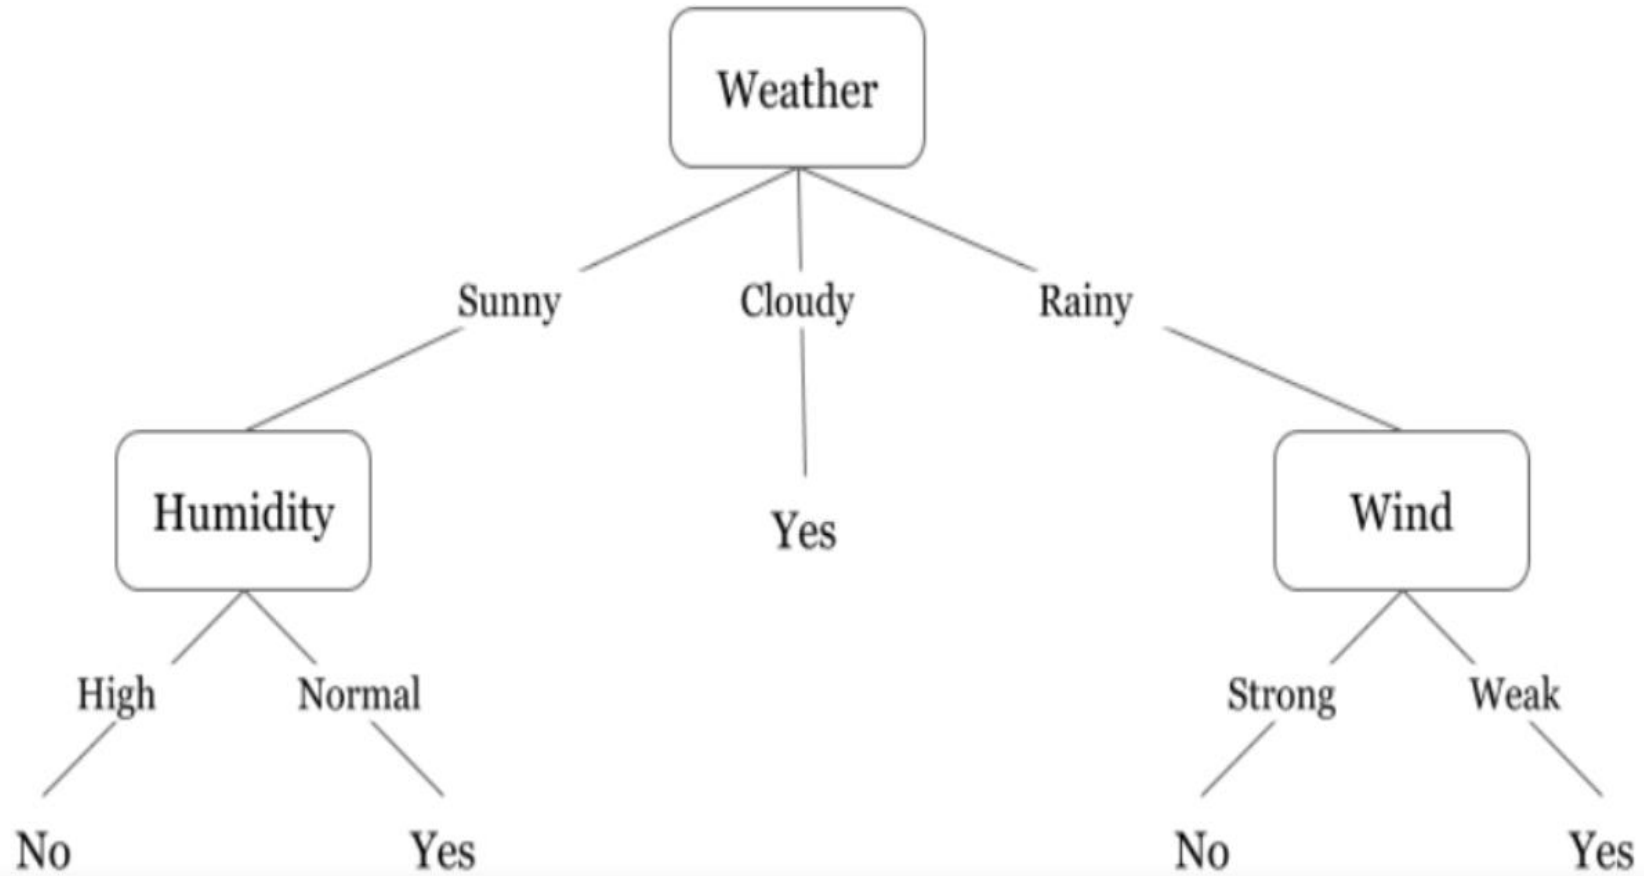 Weather
Sunny Cloudy Rainy
Humidity Yes Wind
High Normal Strong Weak
No Yes No Yes